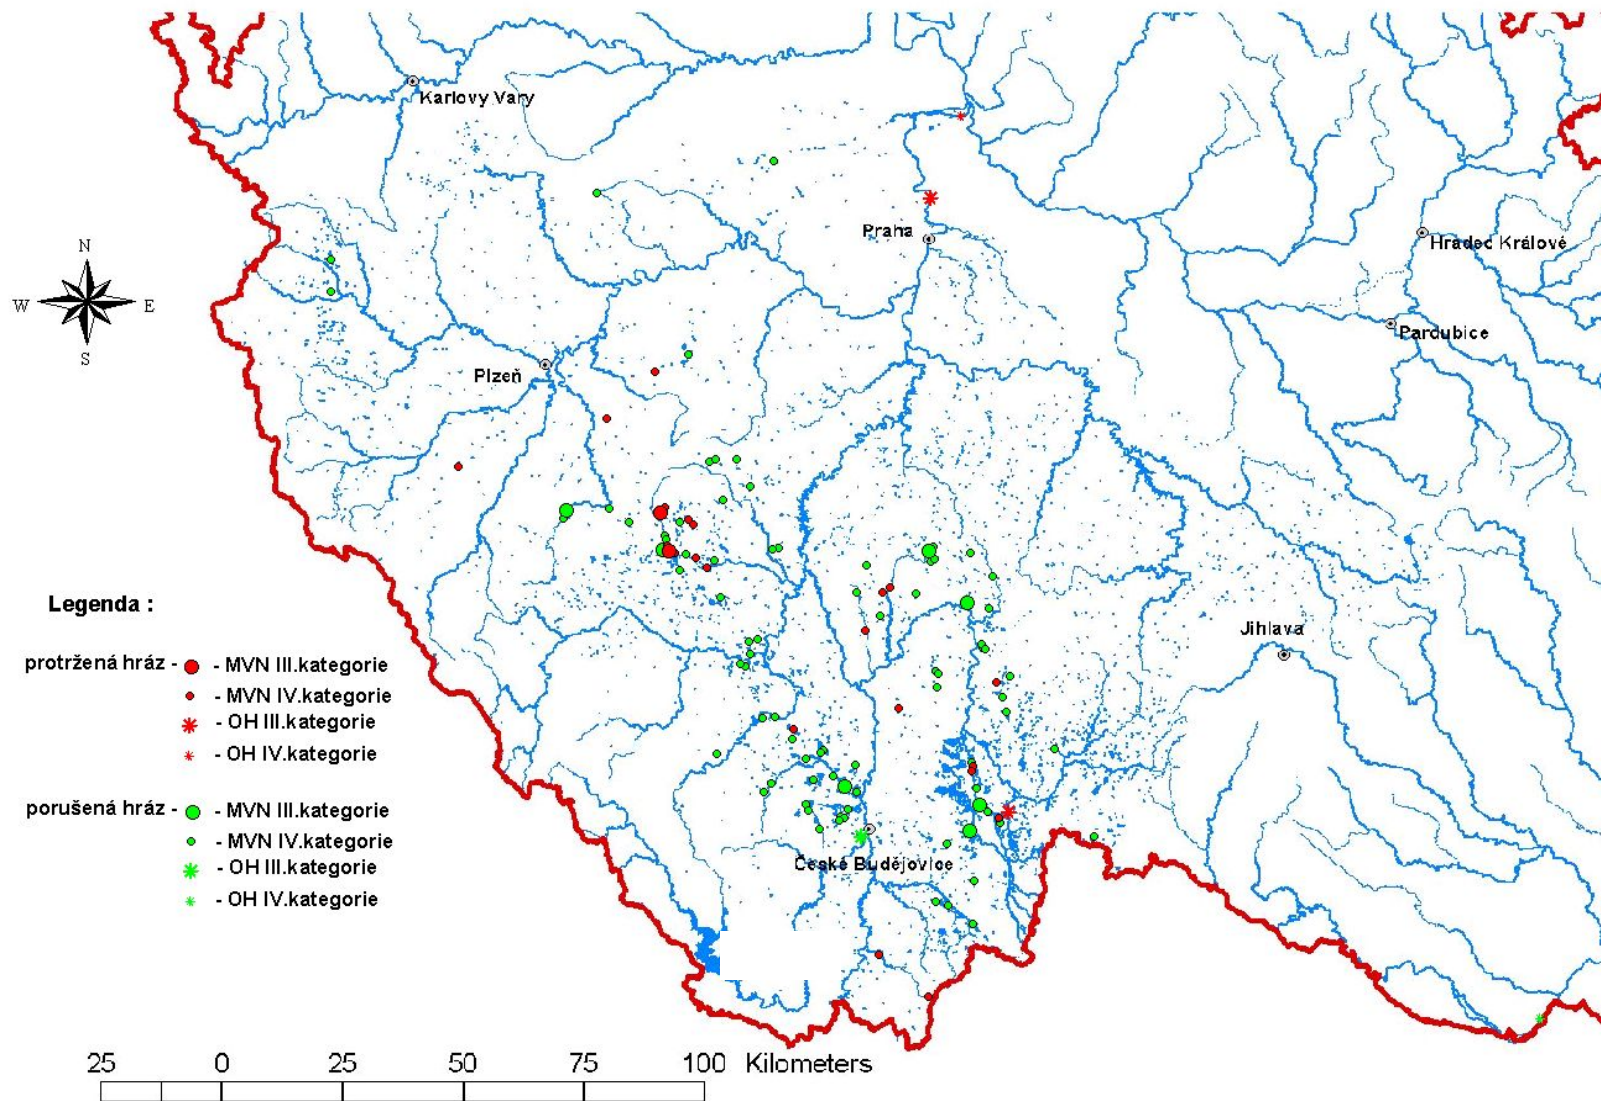 Karlovy Vary
Praha
Hradec Králové
N
W E
S
Pardubice
Plzeň
Legenda :
Jihlava
protržená hráz - - MVN III.kategorie
- MVN IV.kategorie
- OH III.kategorie
- OH IV.kategorie
porušená hráz - - MVN III.kategorie
- MVN IV.kategorie
České Budějovice
- OH III.kategorie
- OH IV.kategorie
25 0 25 50 75 100 Kilometers